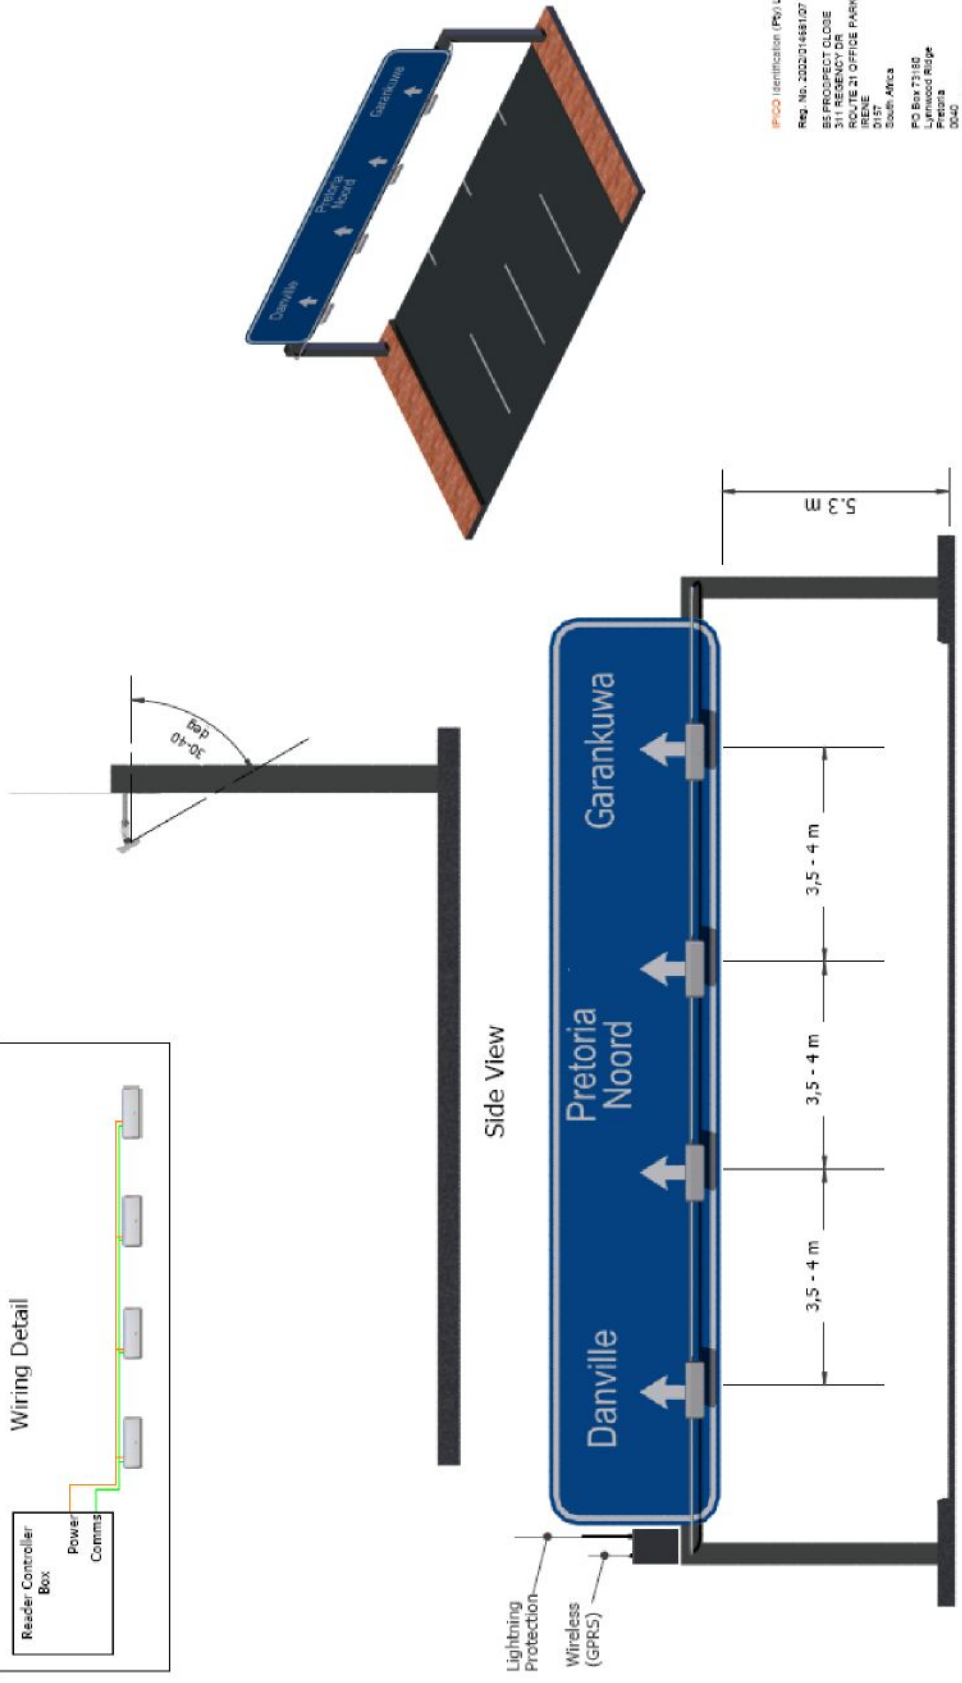 Wiring Detail
Reader Controller
Box
Power
Comms
30-40
deg
Side View
Danville
Pretoria
Noord
Garankuwa
IPICO Identification (Pty) L
Reg. No. 2002/014681/07
B5 PROSPECT CLOSE
311 REGENCY DR
ROUTE 21 OFFICE PARK
IRENE
0157
South Africa
PO Box 73180
Lynnwood Ridge
Pretoria
0040
Lightning
Protection
Wireless
(GPRS)
Danville
Pretoria
Noord
Garankuwa
5.3 m
3,5 - 4 m
3,5 - 4 m
3,5 - 4 m